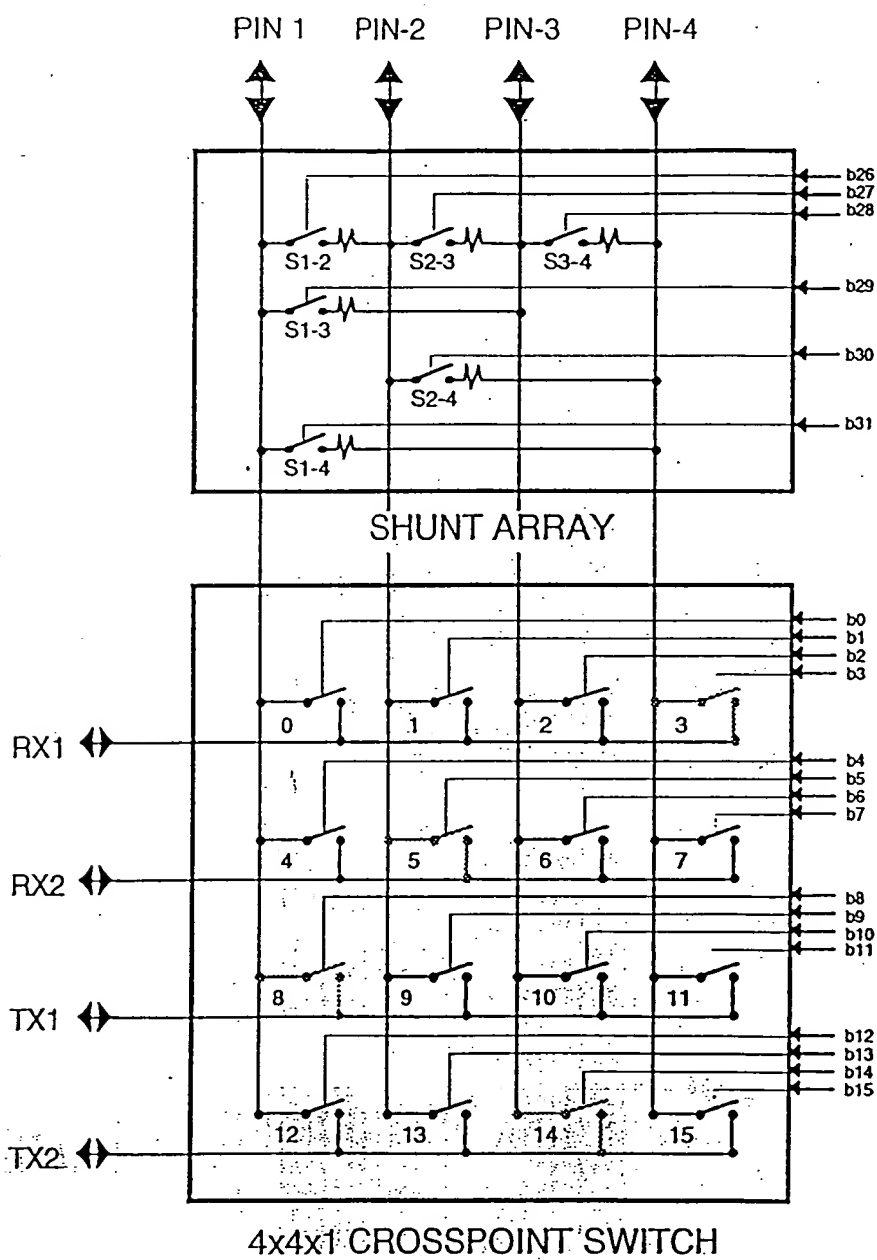 PIN 1 PIN-2 PIN-3 PIN-4
b26
b27
b28
S1-2 S2-3 S3-4
b29
S1-3
b30
S2-4
b31
S1-4
SHUNT ARRAY
b0
b1
b2
b3
0 1 2 3
RX1
b4
b5
b6
b7
4 5 6 7
RX2
b8
b9
b10
b11
8 9 10 11
TX1
b12
b13
b14
b15
12 13 14 15
TX2
4x4x1 CROSSPOINT SWITCH